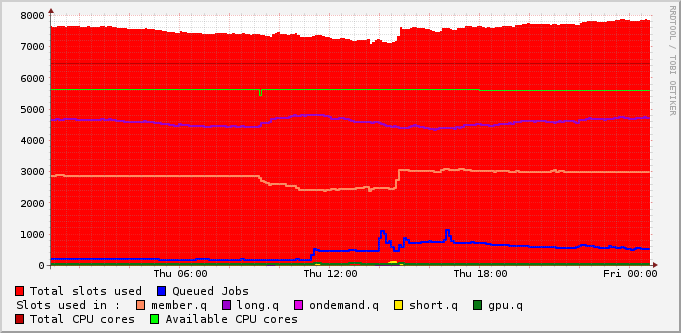 8000
7000
6000
5000
4000
3000
2000
1000
0
Thu 06:00 Thu 12:00 Thu 18:00 Fri 00:00
RRDTOOL / TOBI OETIKER
Total slots used Queued Jobs
Slots used in : member.q long.q ondemand.q short.q gpu.q
Total CPU cores Available CPU cores